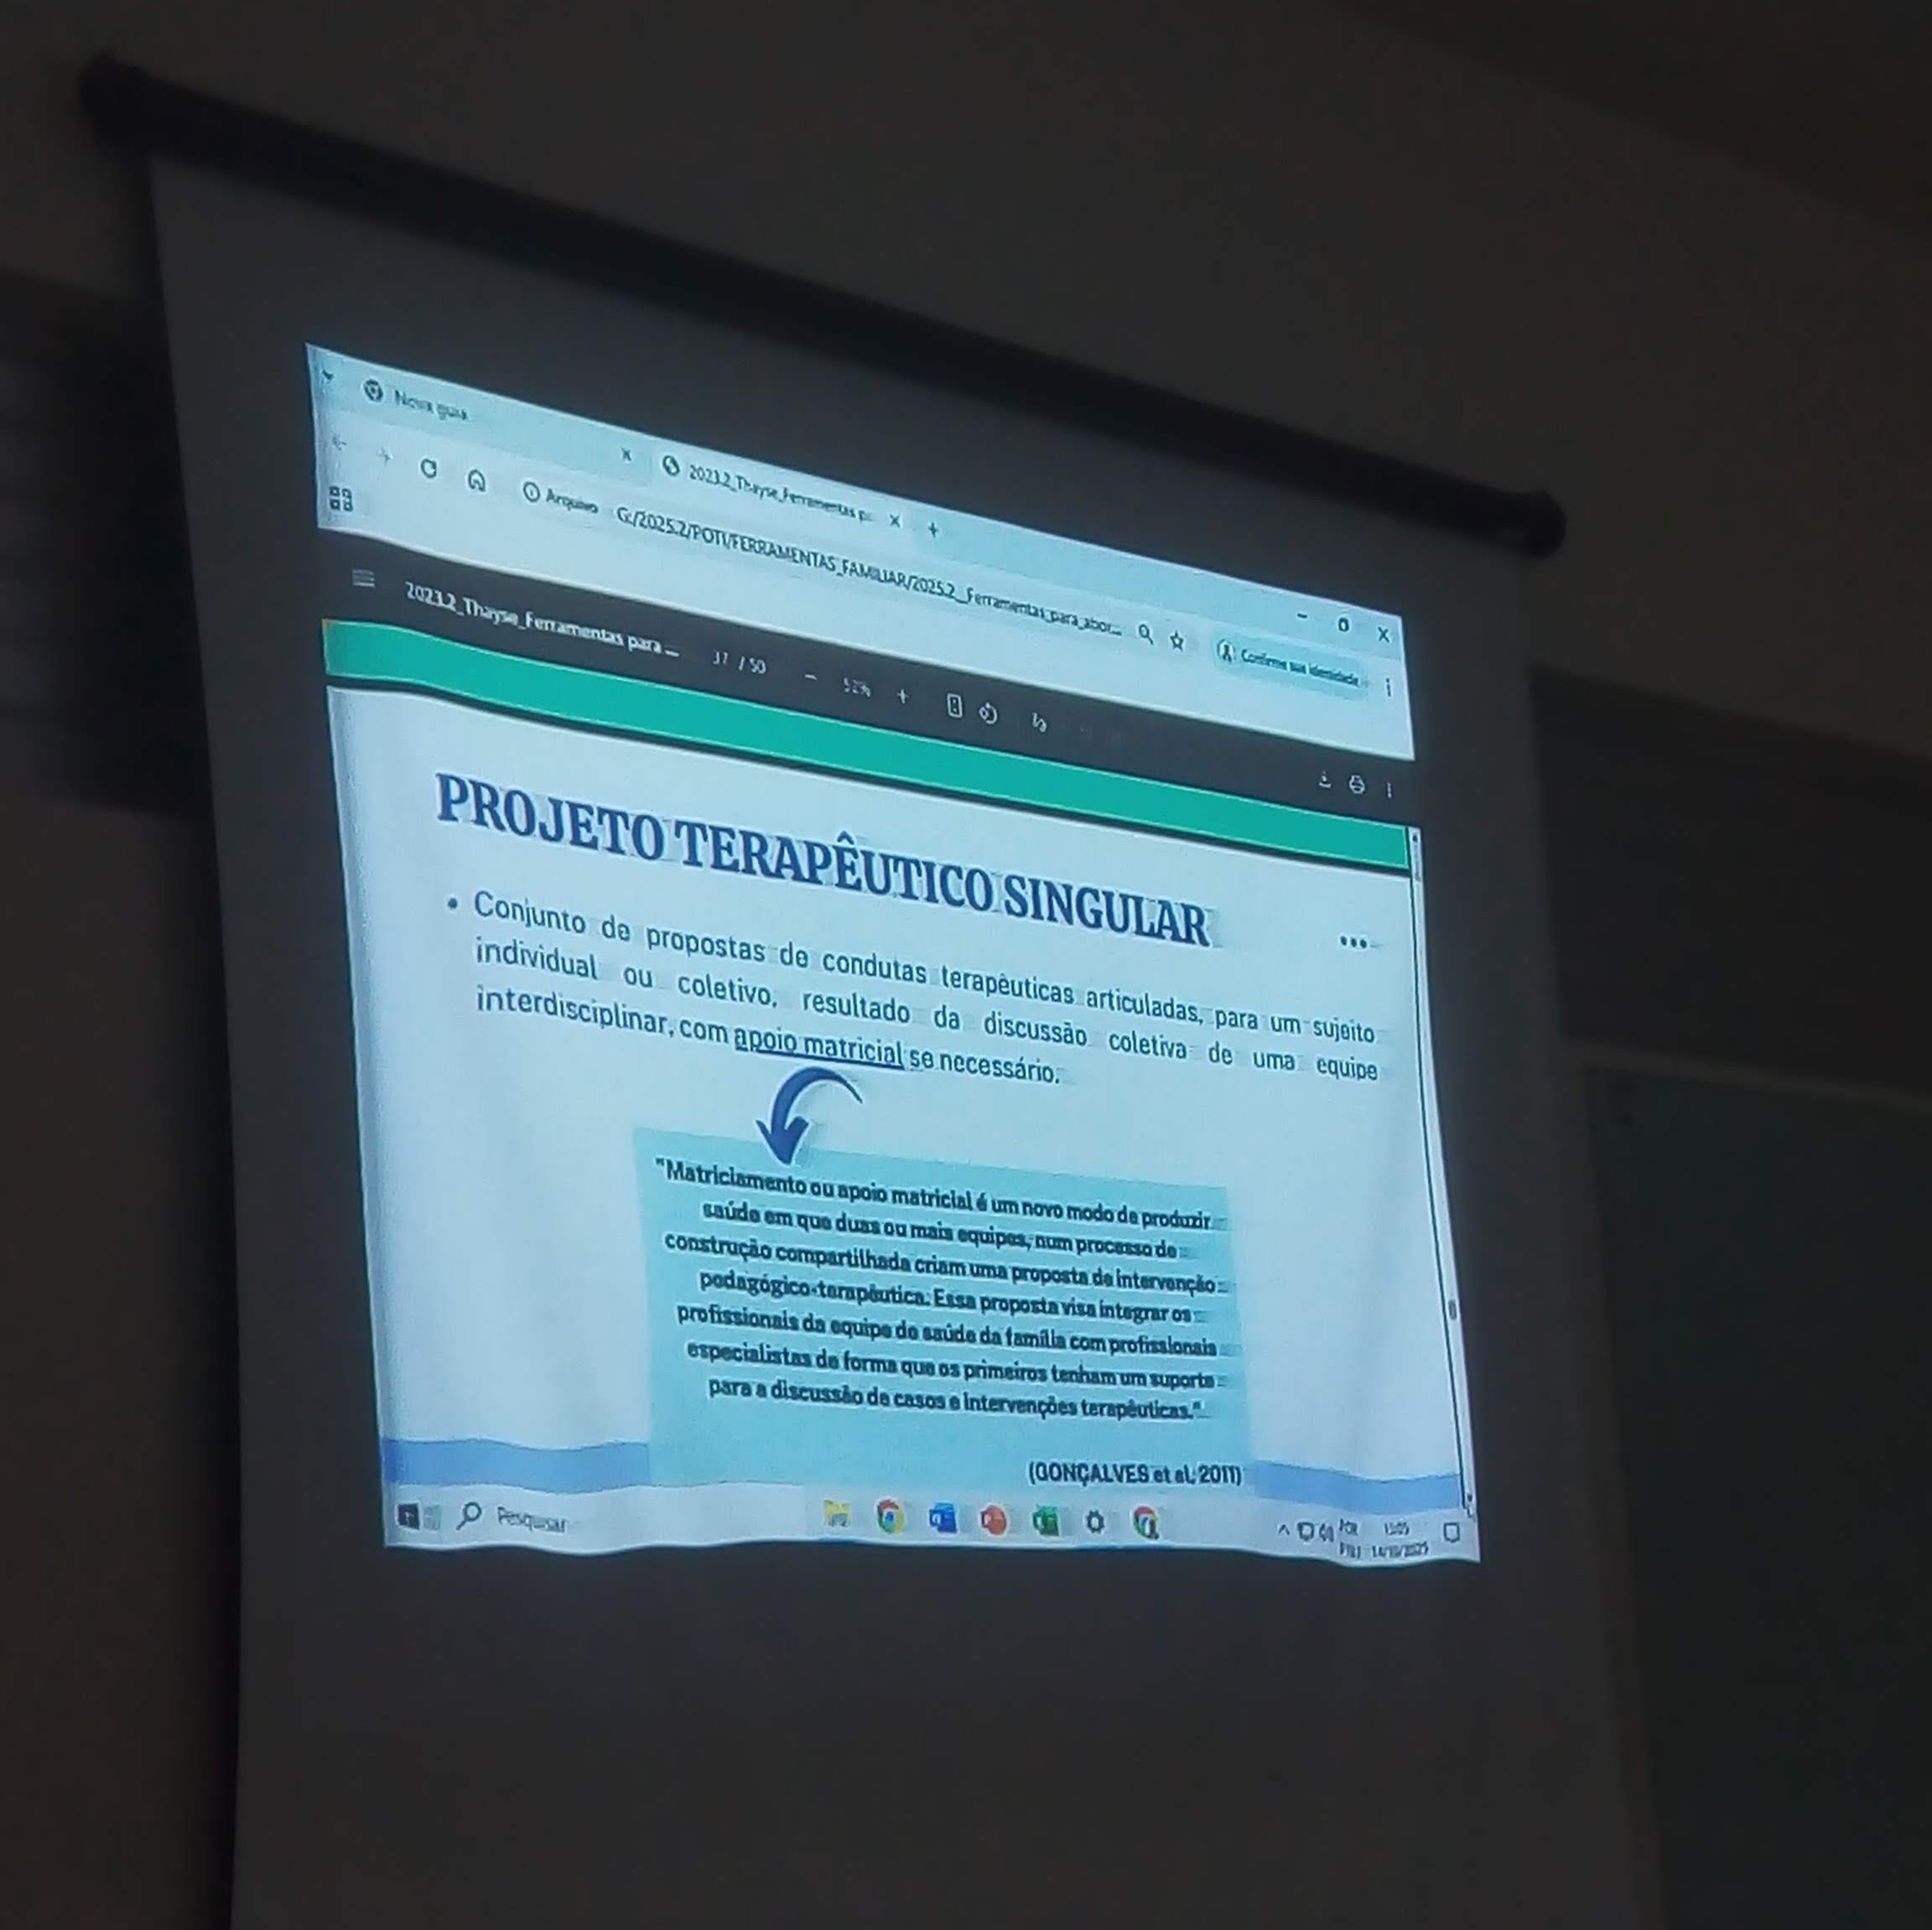 Nova guia
2023.2_Thayse_Ferramentas p
Arquivo G:/2025.2/POTI/FERRAMENTAS_FAMILIAR/2025.2_Ferramentas_para_abor...
Confirme sua identidade
2023.2_Thayse_Ferramentas para ...
37 / 50
52%
PROJETO TERAPÊUTICO SINGULAR
• Conjunto de propostas de condutas terapêuticas articuladas, para um sujeito
individual ou coletivo, resultado da discussão coletiva de uma equipe
interdisciplinar, com apoio matricial se necessário.
"Matriciamento ou apoio matricial é um novo modo de produzir
saúde em que duas ou mais equipes, num processo de
construção compartilhada criam uma proposta de intervenção
pedagógico-terapêutica. Essa proposta visa integrar os
profissionais da equipe de saúde da família com profissionais
especialistas de forma que os primeiros tenham um suporte
para a discussão de casos e intervenções terapêuticas."
(GONÇALVES et al, 2011)
Pesquisar
POR